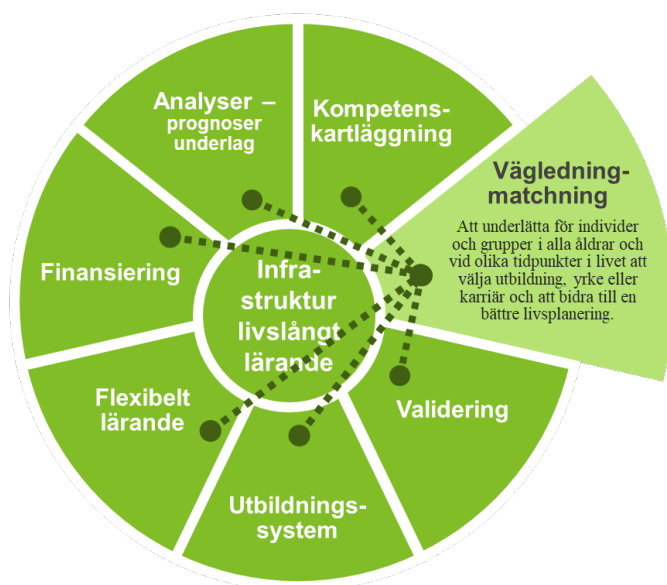 Analyser –
prognoser
underlag
Kompetens-
kartläggning
Vägledning-
matchning
Att underlätta för individer
och grupper i alla åldrar och
vid olika tidpunkter i livet att
välja utbildning, yrke eller
karriär och att bidra till en
bättre livsplanering.
Finansiering
Infra-
struktur
livslångt
lärande
Flexibelt
lärande
Validering
Utbildnings-
system